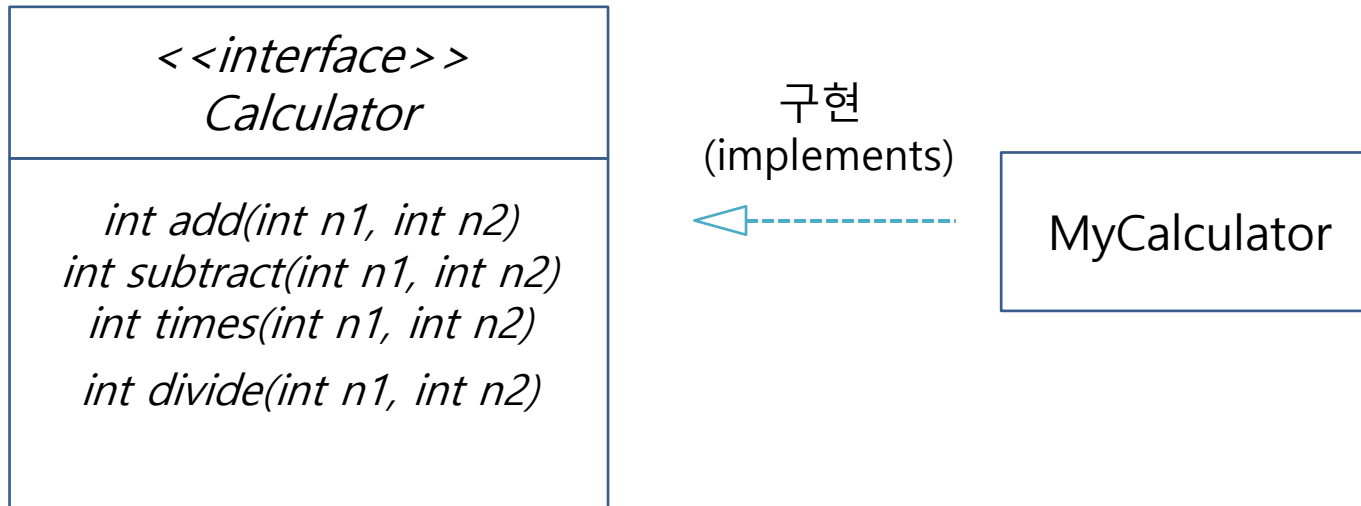 <<interface>>
Calculator
int add(int n1, int n2)
int subtract(int n1, int n2)
int times(int n1, int n2)
int divide(int n1, int n2)
구현
(implements)
MyCalculator